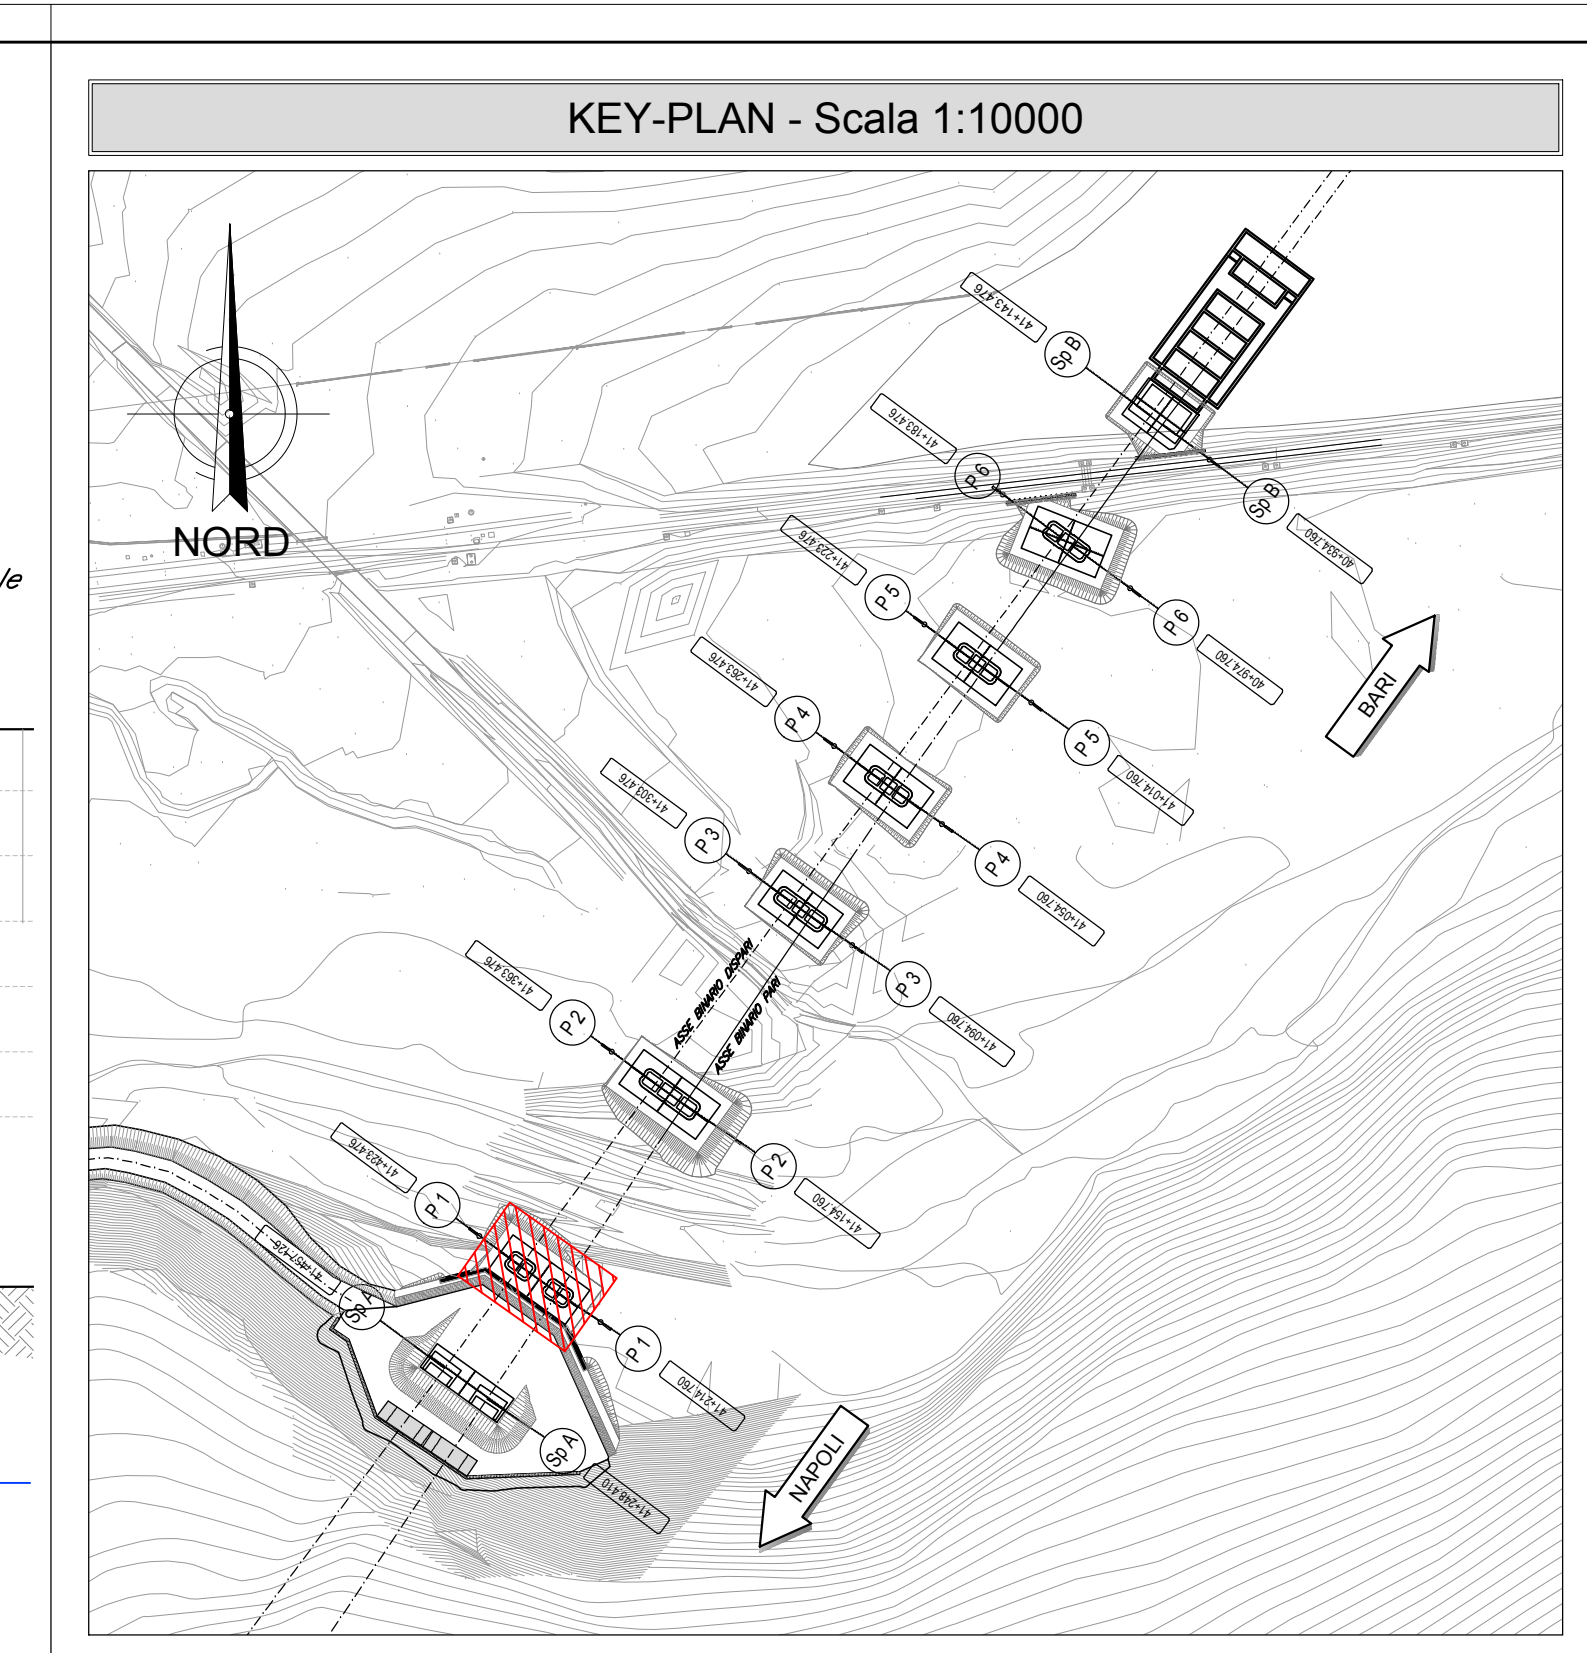 KEY-PLAN - Scala 1:10000
NORD
le
41+143.476
Sp B
41+183.476
P 6
Sp B
40+934.760
41+223.476
P 5
P 6
40+974.760
BARI
41+263.476
P 4
P 5
41+014.760
41+303.476
P 3
P 4
41+054.760
41+363.476
P 2
ASSE BINARIO DISPARI
ASSE BINARIO PARI
P 3
41+094.760
41+423.476
P 1
P 2
41+154.760
41+457.126
Sp A
P 1
41+214.760
Sp A
41+248.410
NAPOLI